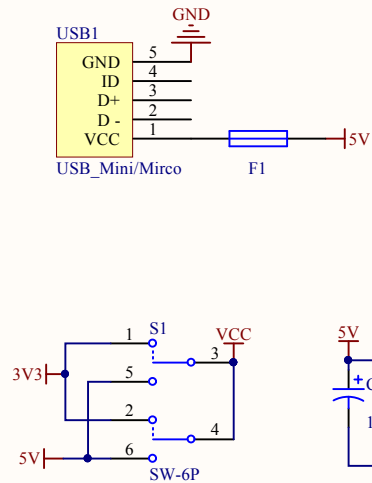 GND
USB1
GND 5
ID 4
D+ 3
D - 2
VCC 1
5V
USB_Mini/Mirco
F1
S1
1
VCC
5V
3
3V3
5
+
C
2
1
4
5V
6
SW-6P